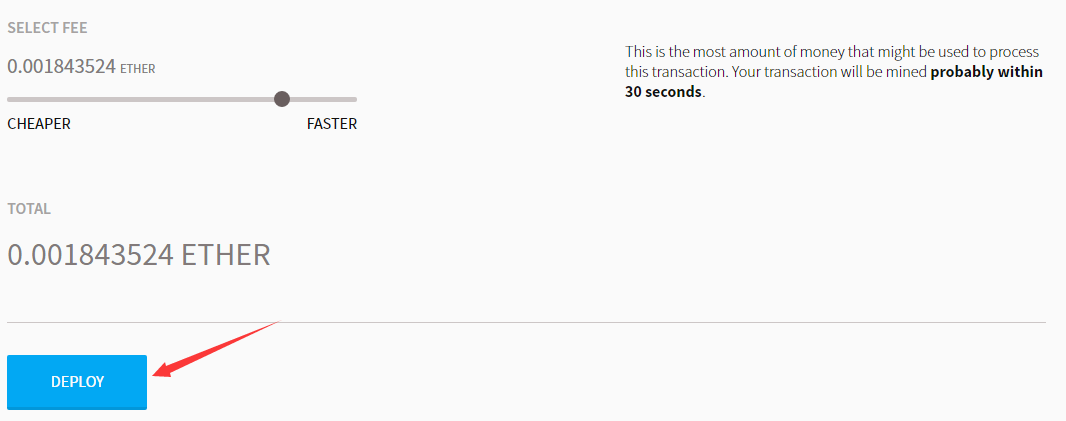 SELECT FEE
0.001843524 ETHER
This is the most amount of money that might be used to process
this transaction. Your transaction will be mined probably within
30 seconds.
CHEAPER
FASTER
TOTAL
0.001843524 ETHER
DEPLOY